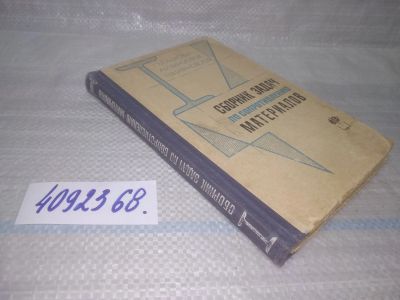 СБОРНИК ЗАДАЧ
ПО СОПРОТИВЛЕНИЮ
МАТЕРИАЛОВ
СБОРНИК ЗАДАЧ ПО СОПРОТИВЛЕНИЮ МАТЕРИАЛОВ
4092368.